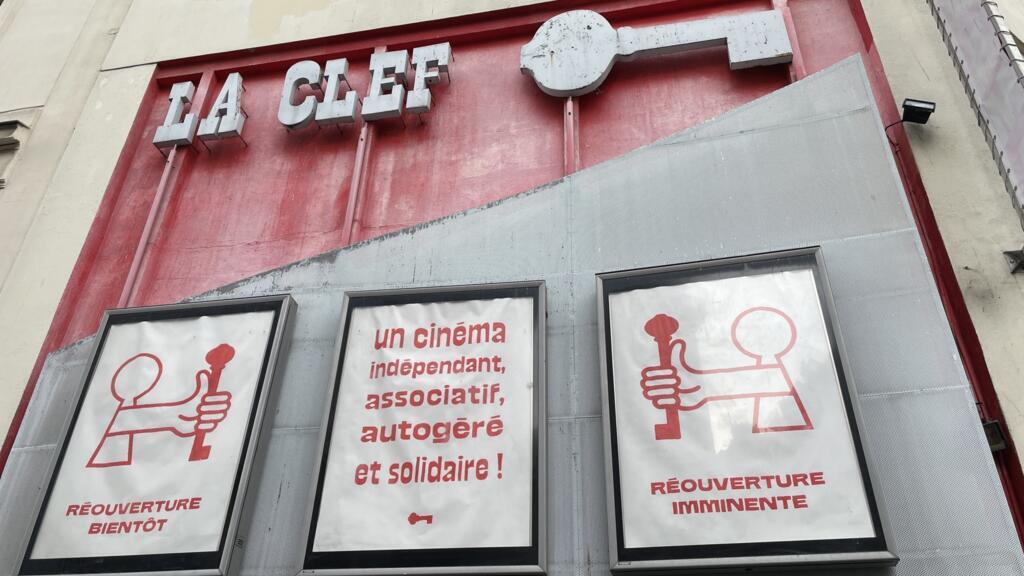 LA CLEF
RÉOUVERTURE
BIENTÔT
un cinéma
indépendant,
associatif,
autogéré
et solidaire !
RÉOUVERTURE
IMMINENTE